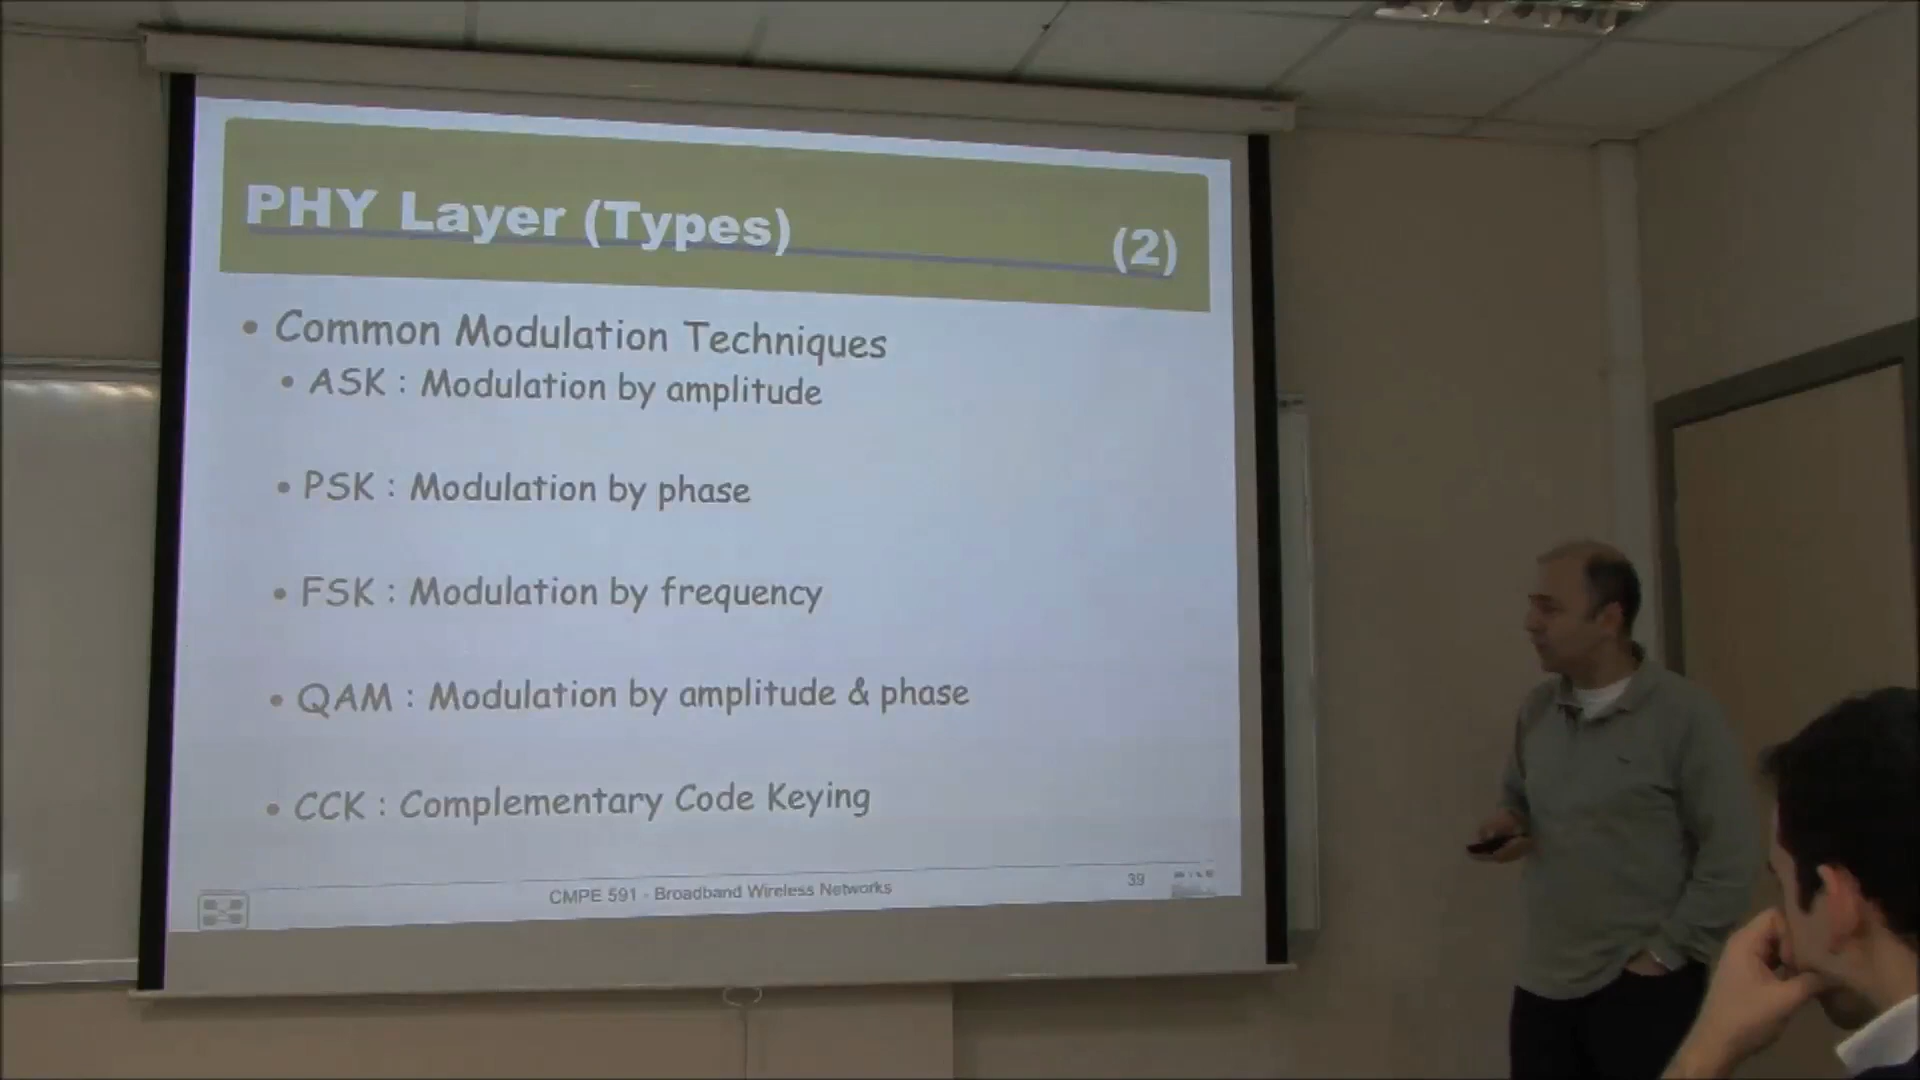 PHY Layer (Types) (2)
• Common Modulation Techniques
• ASK : Modulation by amplitude
• PSK : Modulation by phase
• FSK : Modulation by frequency
• QAM : Modulation by amplitude & phase
• CCK : Complementary Code Keying
CMPE 591 - Broadband Wireless Networks 39